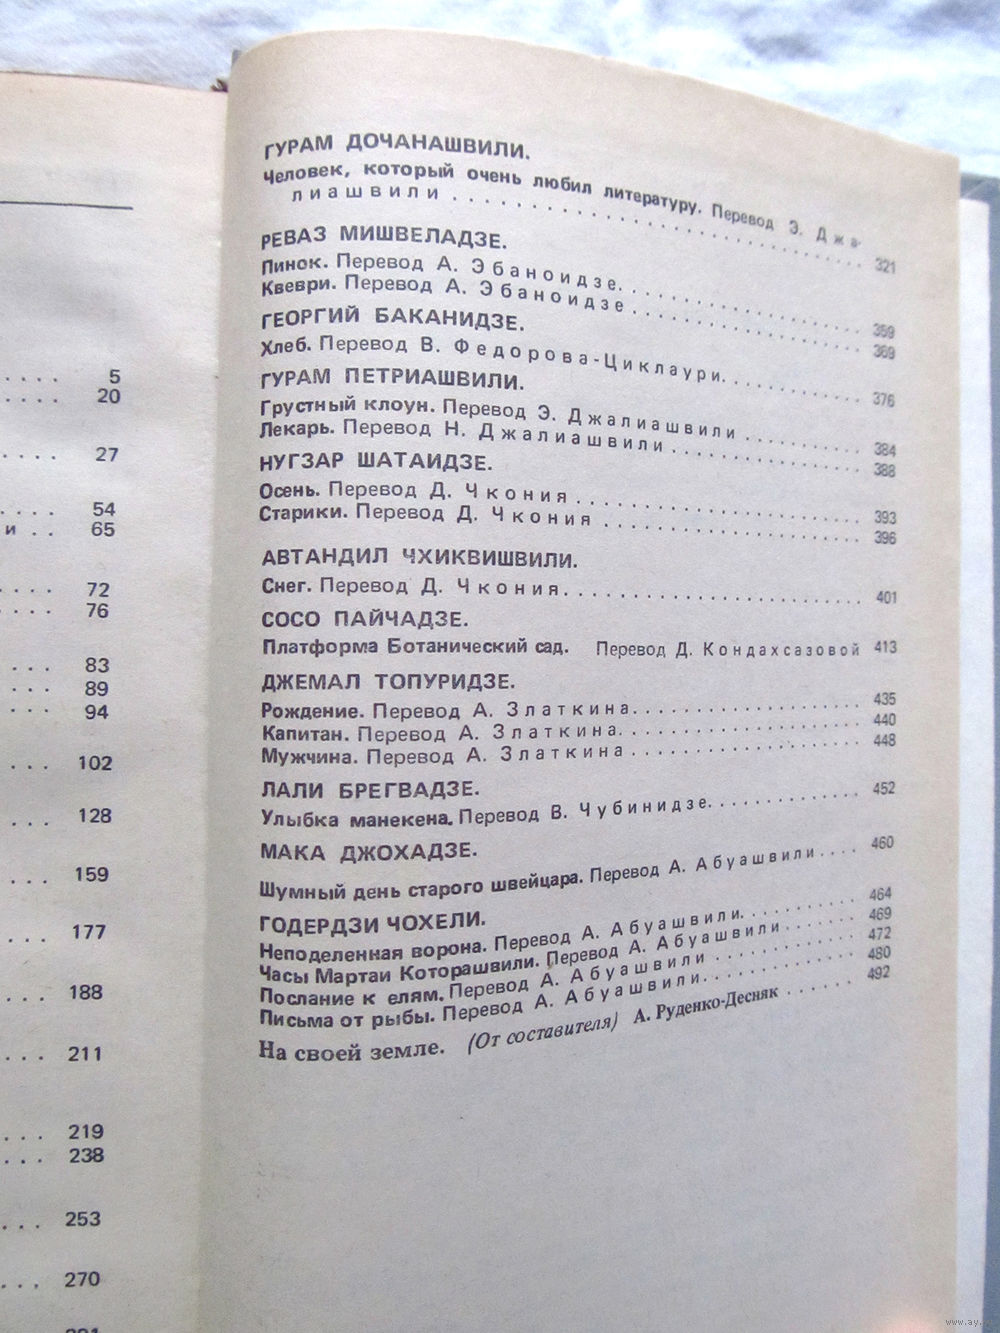 . . . . 5
. . . . . 20
. . . . 27
. . . . 54
и . . 65
. . . . 72
. . . . 76
. . . 83
. . . 89
. . . 94
. . . 102
. . . 128
. . . 159
. . . 177
. . . 188
. . . 211
. . . 219
. . . 238
. . . 253
. . . 270
ГУРАМ ДОЧАНАШВИЛИ.
Человек, который очень любил литературу. Перевод Э. Джа-
лиашвили . . . . . . . . . . . . . . . . . . . . 321
РЕВАЗ МИШВЕЛАДЗЕ.
Пинок. Перевод А. Эбаноидзе. . . . . . . . . . . . . . 359
Квеври. Перевод А. Эбаноидзе . . . . . . . . . . . . . 369
ГЕОРГИЙ БАКАНИДЗЕ.
Хлеб. Перевод В. Федорова-Циклаури. . . . . . . . . . 376
ГУРАМ ПЕТРИАШВИЛИ.
Грустный клоун. Перевод Э. Джалиашвили . . . . . . . . . 384
Лекарь. Перевод Н. Джалиашвили . . . . . . . . . . . . 388
НУГЗАР ШАТАИДЗЕ.
Осень. Перевод Д. Чкония . . . . . . . . . . . . . . . 393
Старики. Перевод Д. Чкония . . . . . . . . . . . . . . 396
АВТАНДИЛ ЧХИКВИШВИЛИ.
Снег. Перевод Д. Чкония. . . . . . . . . . . . . . . . 401
СОСО ПАЙЧАДЗЕ.
Платформа Ботанический сад. Перевод Д. Кондахсазовой 413
ДЖЕМАЛ ТОПУРИДЗЕ.
Рождение. Перевод А. Златкина. . . . . . . . . . . . . 435
Капитан. Перевод А. Златкина. . . . . . . . . . . . . . 440
Мужчина. Перевод А. Златкина . . . . . . . . . . . . . 448
ЛАЛИ БРЕГВАДЗЕ.
Улыбка манекена. Перевод В. Чубинидзе. . . . . . . . . . 452
МАКА ДЖОХАДЗЕ.
Шумный день старого швейцара. Перевод А. Абуашвили . . . . 460
ГОДЕРДЗИ ЧОХЕЛИ.
Неподеленная ворона. Перевод А. Абуашвили. . . . . . . . . 464
Часы Мартаи Которашвили. Перевод А. Абуашвили . . . . . . 469
Послание к елям. Перевод А. Абуашвили . . . . . . . . . . 472
Письма от рыбы. Перевод А. Абуашвили. . . . . . . . . . . 480
На своей земле. (От составителя) А. Руденко-Десняк . . . . . . 492